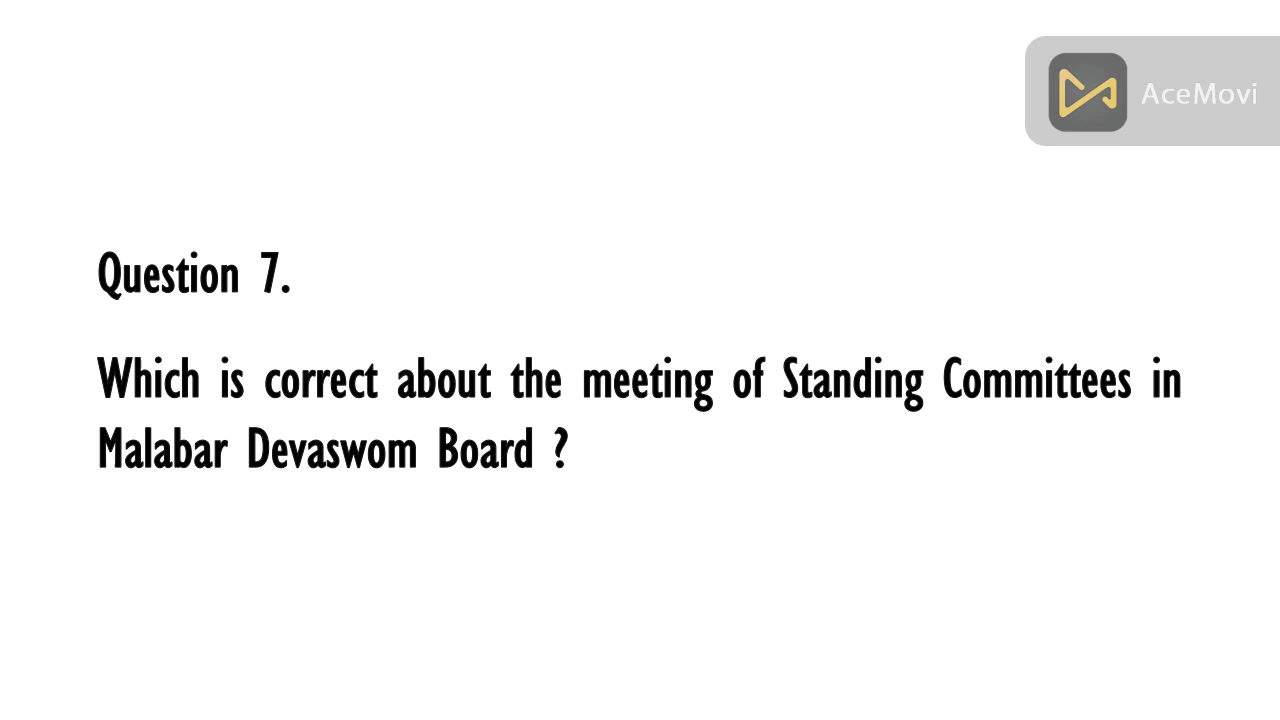 AceMovi
Question 7.
Which is correct about the meeting of Standing Committees in
Malabar Devaswom Board ?